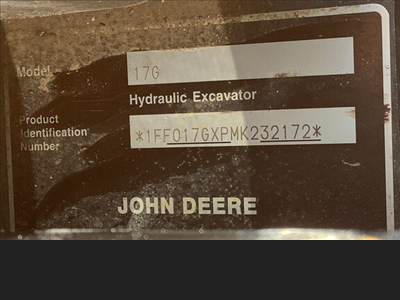 Model 17G
Hydraulic Excavator
Product
Identification
Number
*1FF017GXPMK232172*
JOHN DEERE